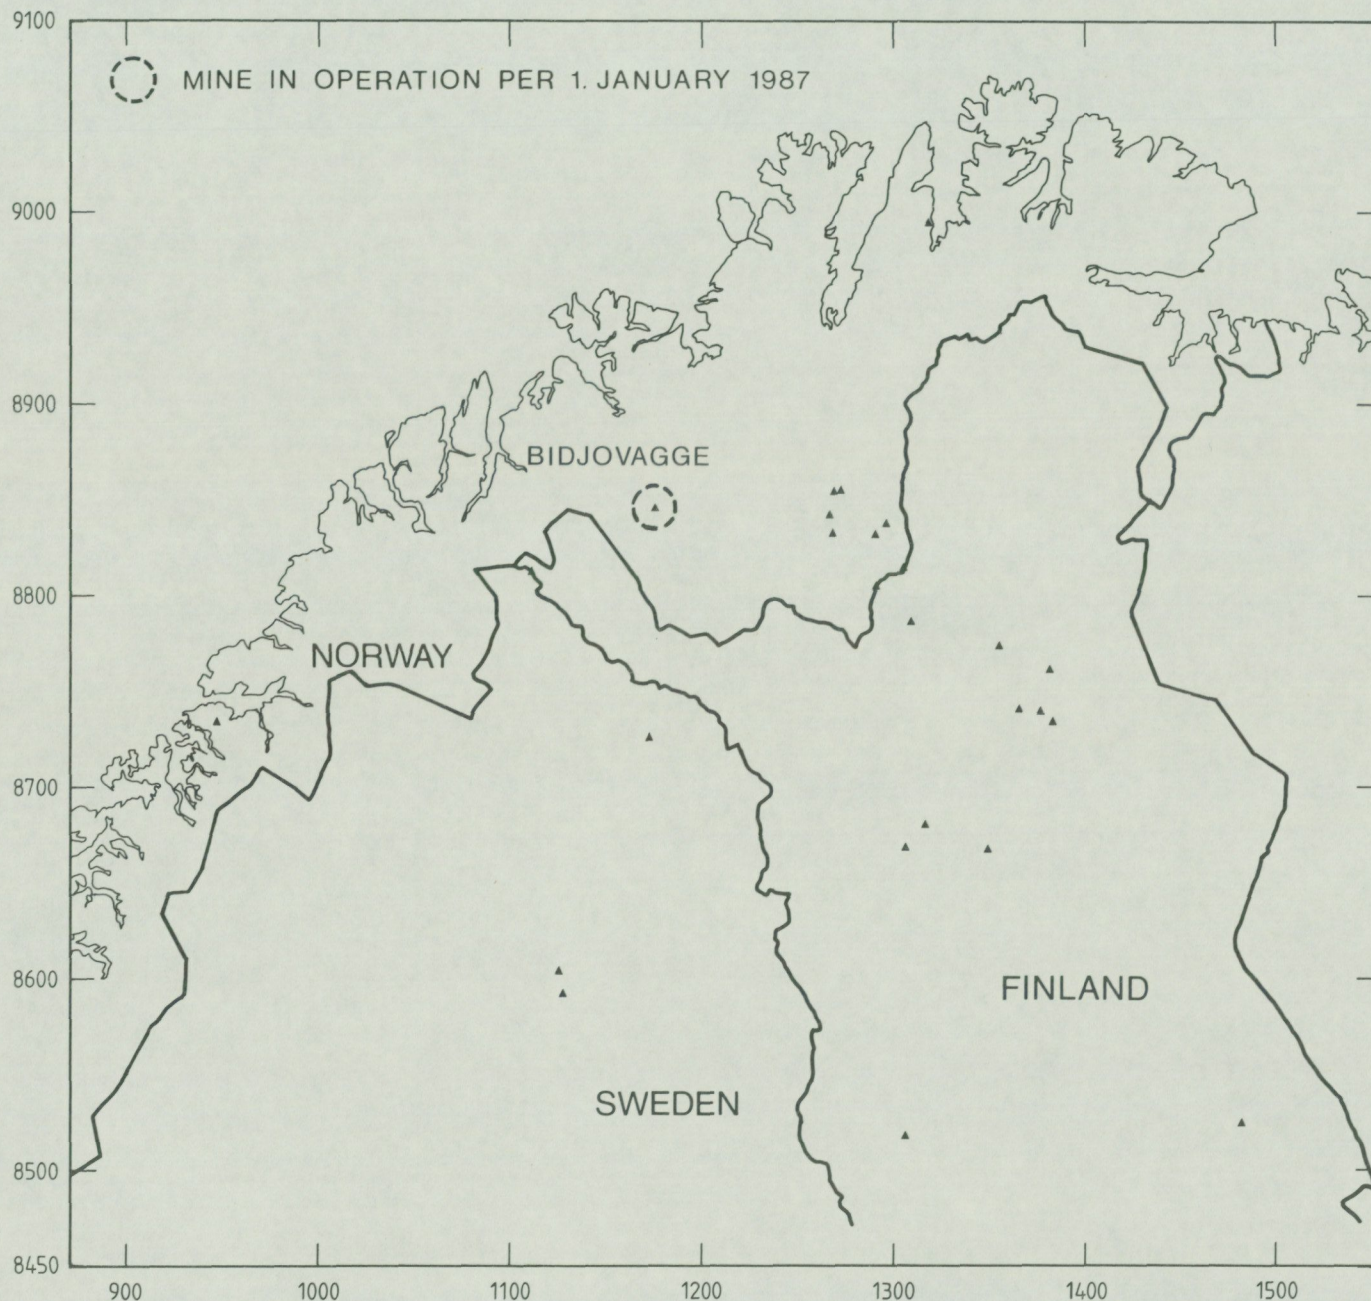 9100
MINE IN OPERATION PER 1. JANUARY 1987
9000
8900
BIDJOVAGGE
8800
NORWAY
8700
8600
FINLAND
SWEDEN
8500
8450
900 1000 1100 1200 1300 1400 1500